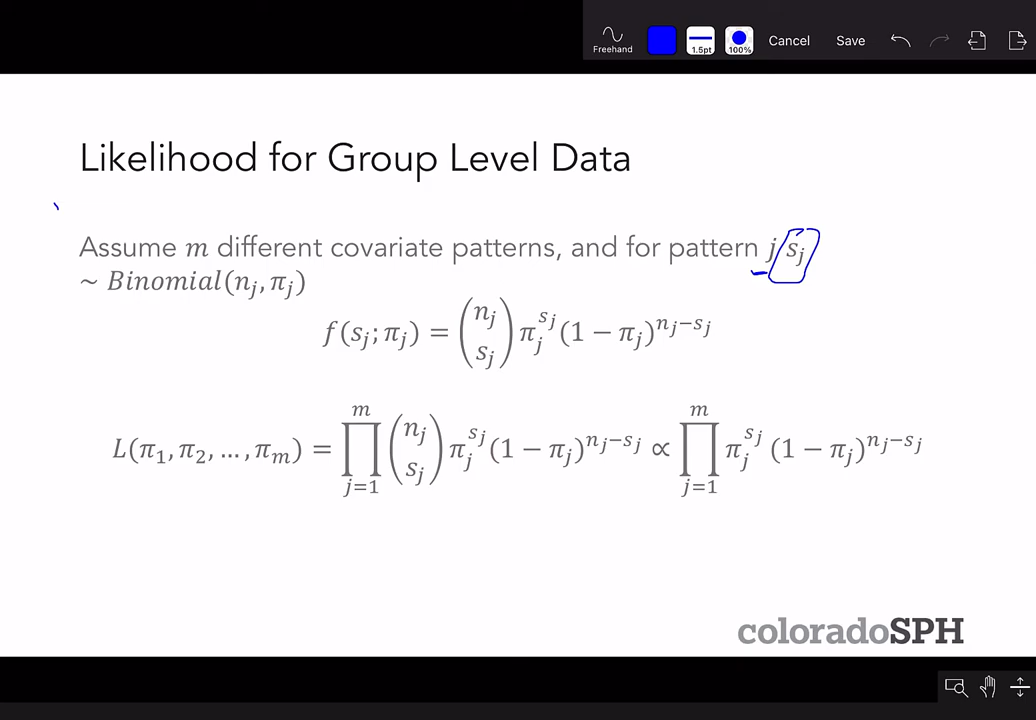 Freehand
1.5pt
100%
Cancel
Save
Likelihood for Group Level Data
Assume m different covariate patterns, and for pattern j s_j
~ Binomial(n_j, π_j)
f(s_j; π_j) = (n_j s_j) π_j^{s_j} (1 − π_j)^{n_j−s_j}
L(π_1, π_2, …, π_m) = ∏_{j=1}^{m} (n_j s_j) π_j^{s_j} (1 − π_j)^{n_j−s_j} ∝ ∏_{j=1}^{m} π_j^{s_j} (1 − π_j)^{n_j−s_j}
coloradoSPH